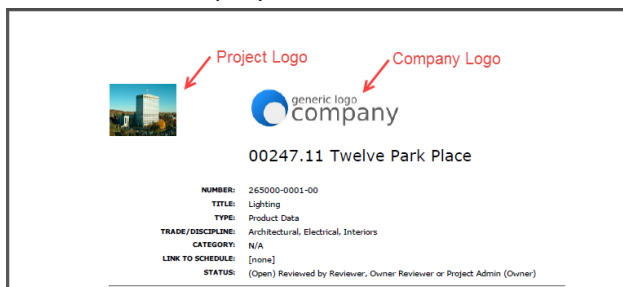 Project Logo
Company Logo
generic logo
company
00247.11 Twelve Park Place
NUMBER: 265000-0001-00
TITLE: Lighting
TYPE: Product Data
TRADE/DISCIPLINE: Architectural, Electrical, Interiors
CATEGORY: N/A
LINK TO SCHEDULE: [none]
STATUS: (Open) Reviewed by Reviewer, Owner Reviewer or Project Admin (Owner)